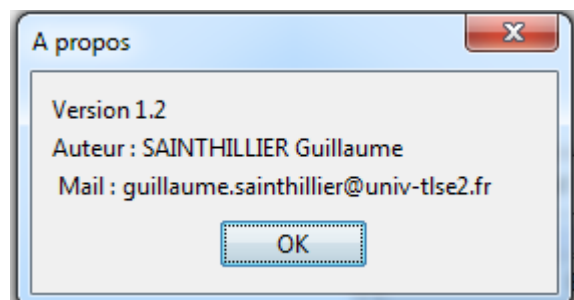 A propos
Version 1.2
Auteur : SAINTHILLIER Guillaume
Mail : guillaume.sainthillier@univ-tlse2.fr
OK